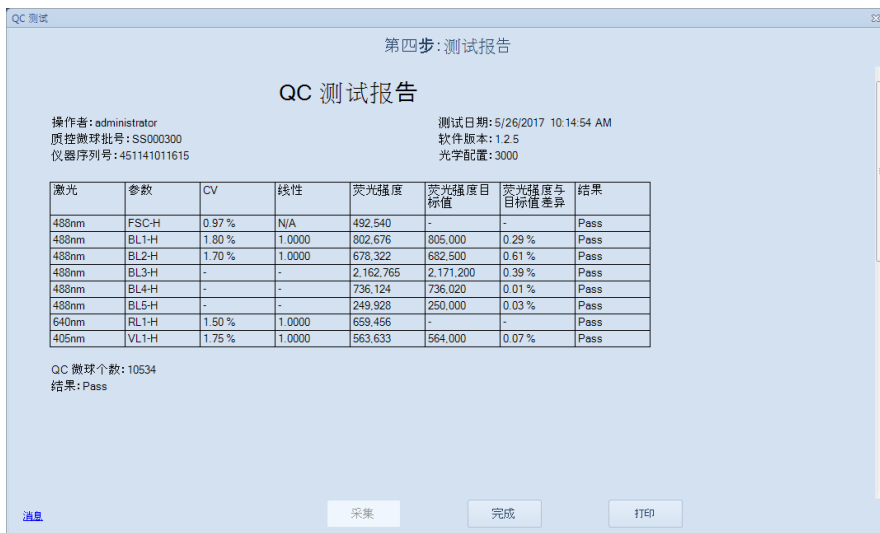 QC 测试
第四步:测试报告
QC 测试报告
操作者:administrator 测试日期:5/26/2017 10:14:54 AM
质控微球批号:SS000300 软件版本:1.2.5
仪器序列号:451141011615 光学配置:3000
激光 参数 CV 线性 荧光强度 荧光强度目标值 荧光强度与目标值差异 结果
488nm FSC-H 0.97 % N/A 492,540 - - Pass
488nm BL1-H 1.80 % 1.0000 802,676 805,000 0.29 % Pass
488nm BL2-H 1.70 % 1.0000 678,322 682,500 0.61 % Pass
488nm BL3-H - - 2,162,765 2,171,200 0.39 % Pass
488nm BL4-H - - 736,124 736,020 0.01 % Pass
488nm BL5-H - - 249,928 250,000 0.03 % Pass
640nm RL1-H 1.50 % 1.0000 659,456 - - Pass
405nm VL1-H 1.75 % 1.0000 563,633 564,000 0.07 % Pass
QC 微球个数:10534
结果:Pass
消息 采集 完成 打印